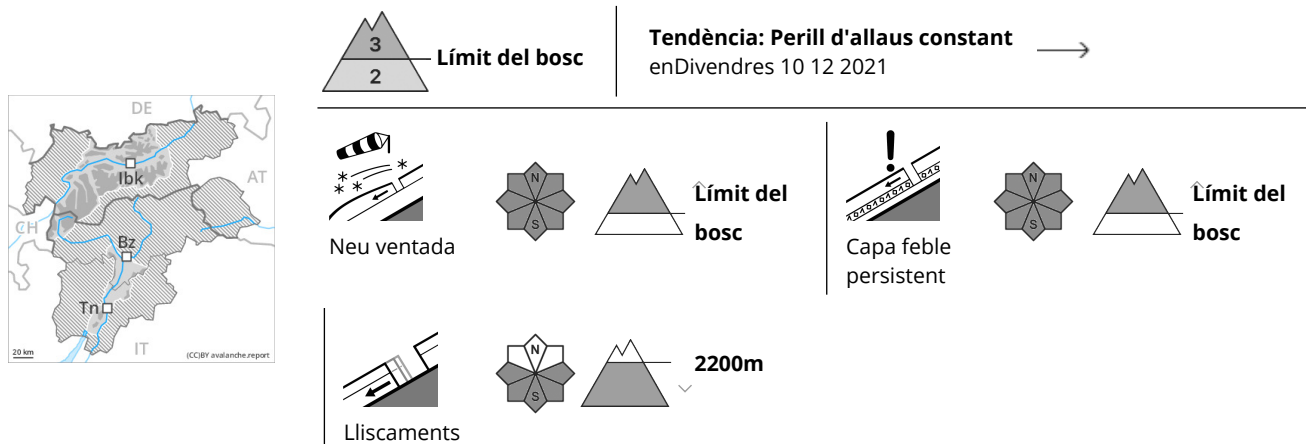 3
2
Límit del bosc
Tendència: Perill d'allaus constant
enDivendres 10 12 2021
DE
AT
CH
IT
Ibk
Bz
Tn
20 km
(CC)BY avalanche.report
Neu ventada
N
S
Límit del
bosc
Capa feble
persistent
N
S
Límit del
bosc
Lliscaments
N
S
2200m